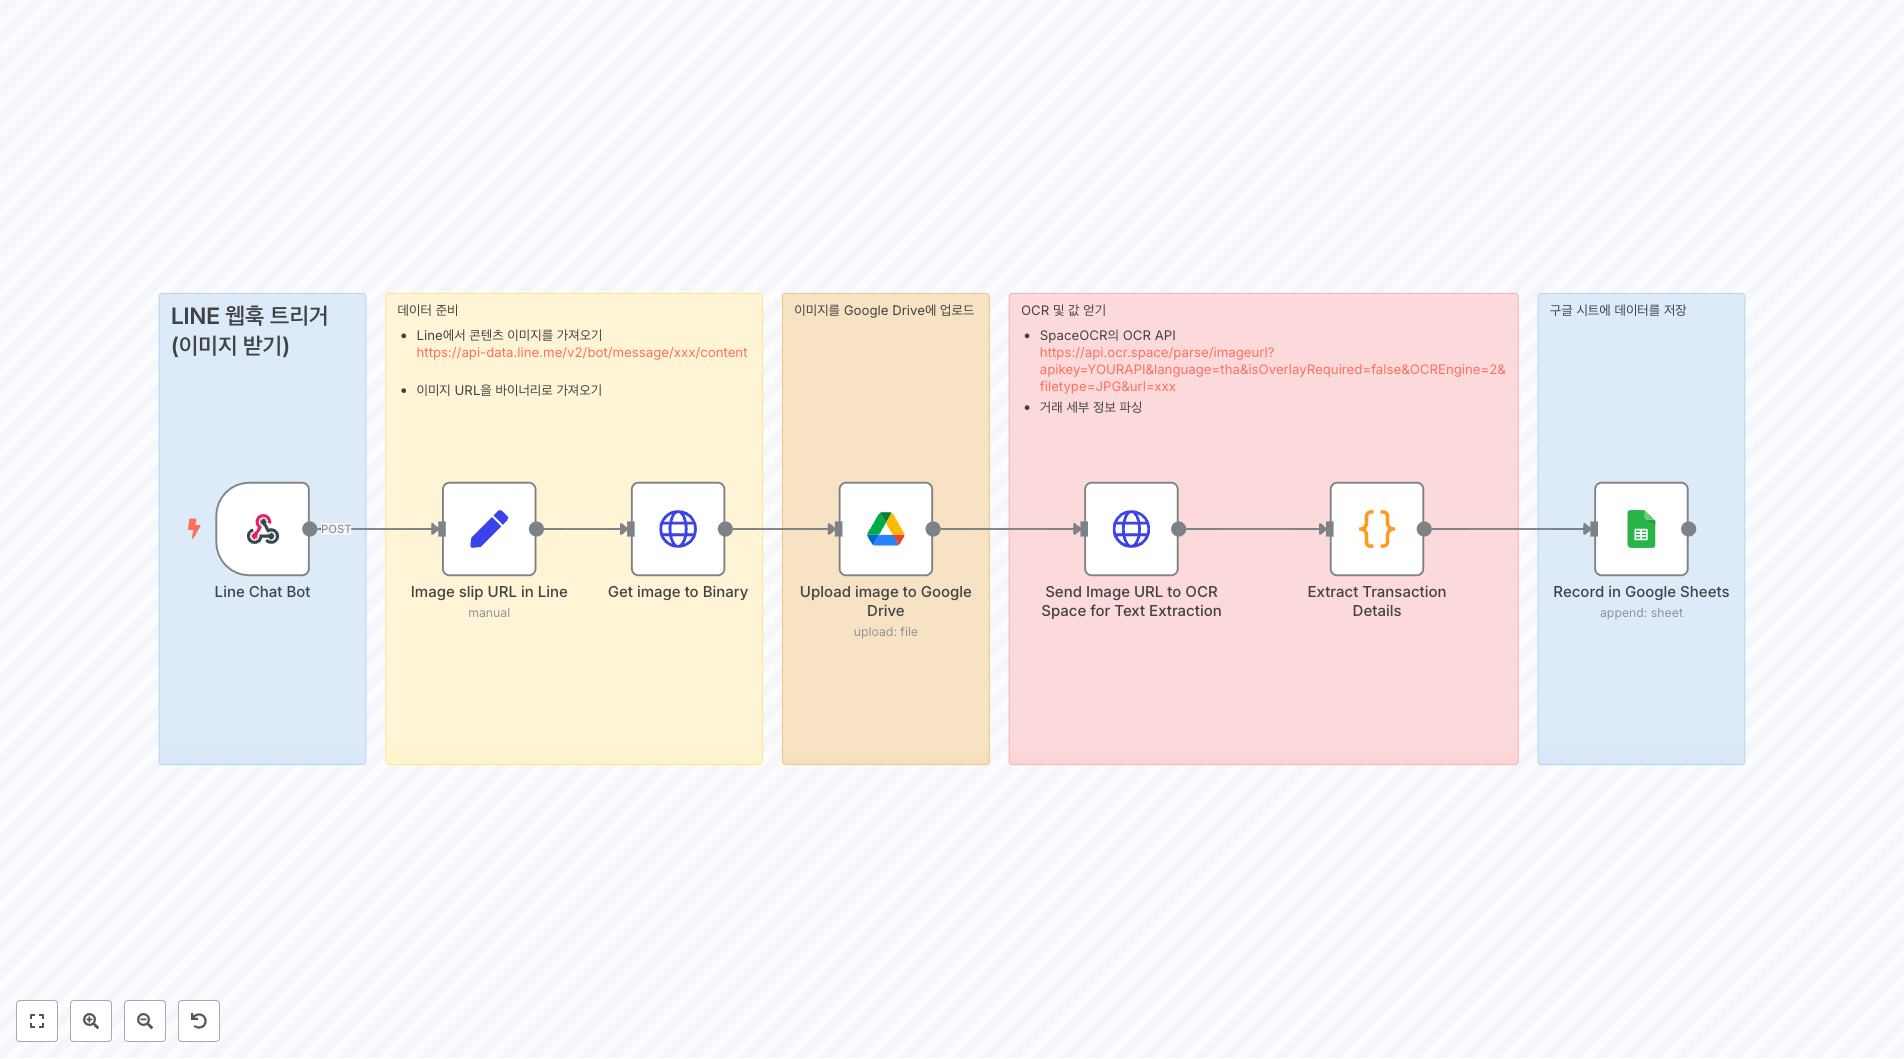 LINE 웹훅 트리거
(이미지 받기)
데이터 준비
Line에서 콘텐츠 이미지를 가져오기
https://api-data.line.me/v2/bot/message/xxx/content
이미지 URL을 바이너리로 가져오기
이미지를 Google Drive에 업로드
OCR 및 값 얻기
SpaceOCR의 OCR API
https://api.ocr.space/parse/imageurl?
apikey=YOURAPI&language=tha&isOverlayRequired=false&OCREngine=2&
filetype=JPG&url=xxx
거래 세부 정보 파싱
구글 시트에 데이터를 저장
POST
Line Chat Bot
Image slip URL in Line
manual
Get image to Binary
Upload image to Google
Drive
upload: file
Send Image URL to OCR
Space for Text Extraction
Extract Transaction
Details
Record in Google Sheets
append: sheet